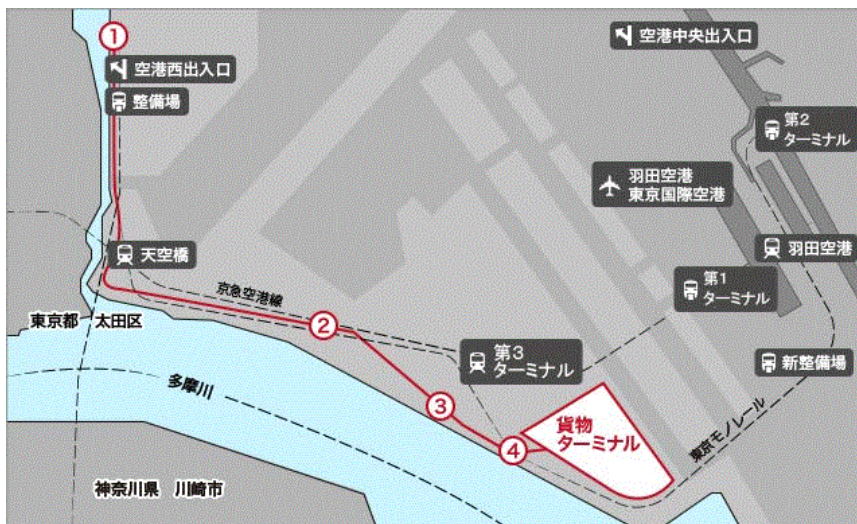 ①
空港西出入口
整備場
空港中央出入口
第2
ターミナル
羽田空港
東京国際空港
天空橋
羽田空港
京急空港線
第1
ターミナル
東京都　太田区
②
第3
ターミナル
新整備場
多摩川
③
貨物
ターミナル
東京モノレール
④
神奈川県　川崎市